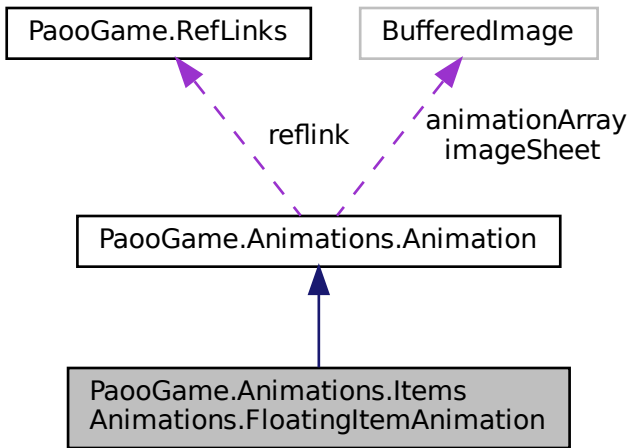 PaooGame.RefLinks
BufferedImage
reflink
animationArray
imageSheet
PaooGame.Animations.Animation
PaooGame.Animations.Items
Animations.FloatingItemAnimation